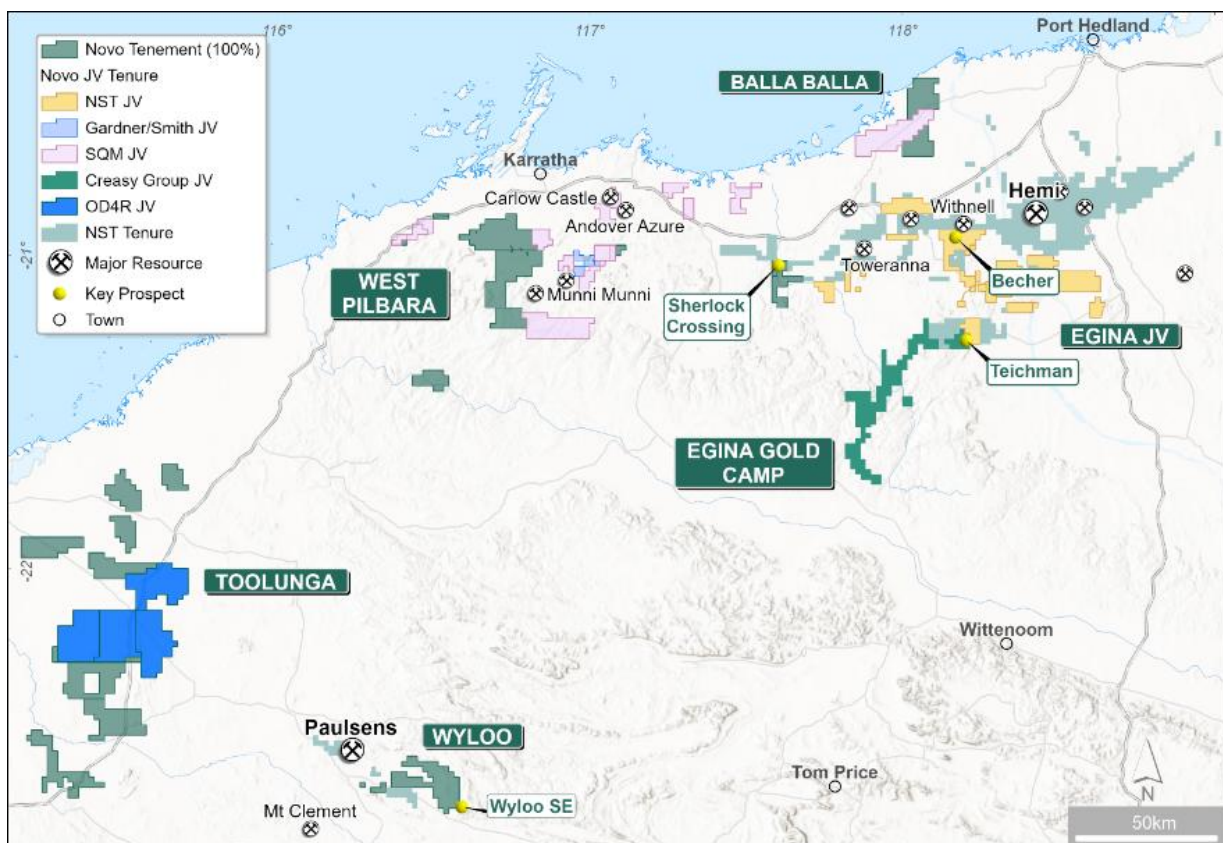 116°
117°
118°
Port Hedland
Novo Tenement (100%)
Novo JV Tenure
NST JV
Gardner/Smith JV
SQM JV
Creasy Group JV
OD4R JV
NST Tenure
Major Resource
Key Prospect
Town
BALLA BALLA
Karratha
Carlow Castle
Andover Azure
Hemi
Withnell
-21°
Toweranna
Becher
WEST
PILBARA
Munni Munni
Sherlock
Crossing
EGINA JV
Teichman
EGINA GOLD
CAMP
-22°
TOOLUNGA
Wittenoom
Paulsens
WYLOO
Tom Price
Wyloo SE
Mt Clement
N
50km